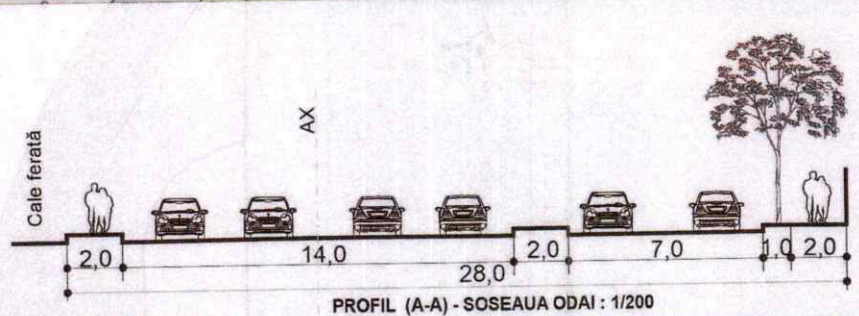 Cale ferată
AX
2,0 14,0 2,0 7,0 1,0 2,0
28,0
PROFIL (A-A) - SOSEAUA ODAI : 1/200